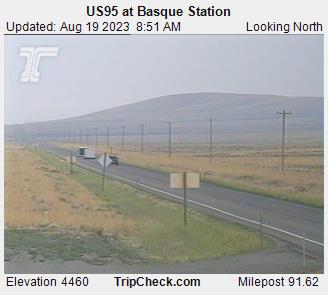 US95 at Basque Station
Updated: Aug 19 2023 8:51 AM Looking North
Elevation 4460 TripCheck.com Milepost 91.62